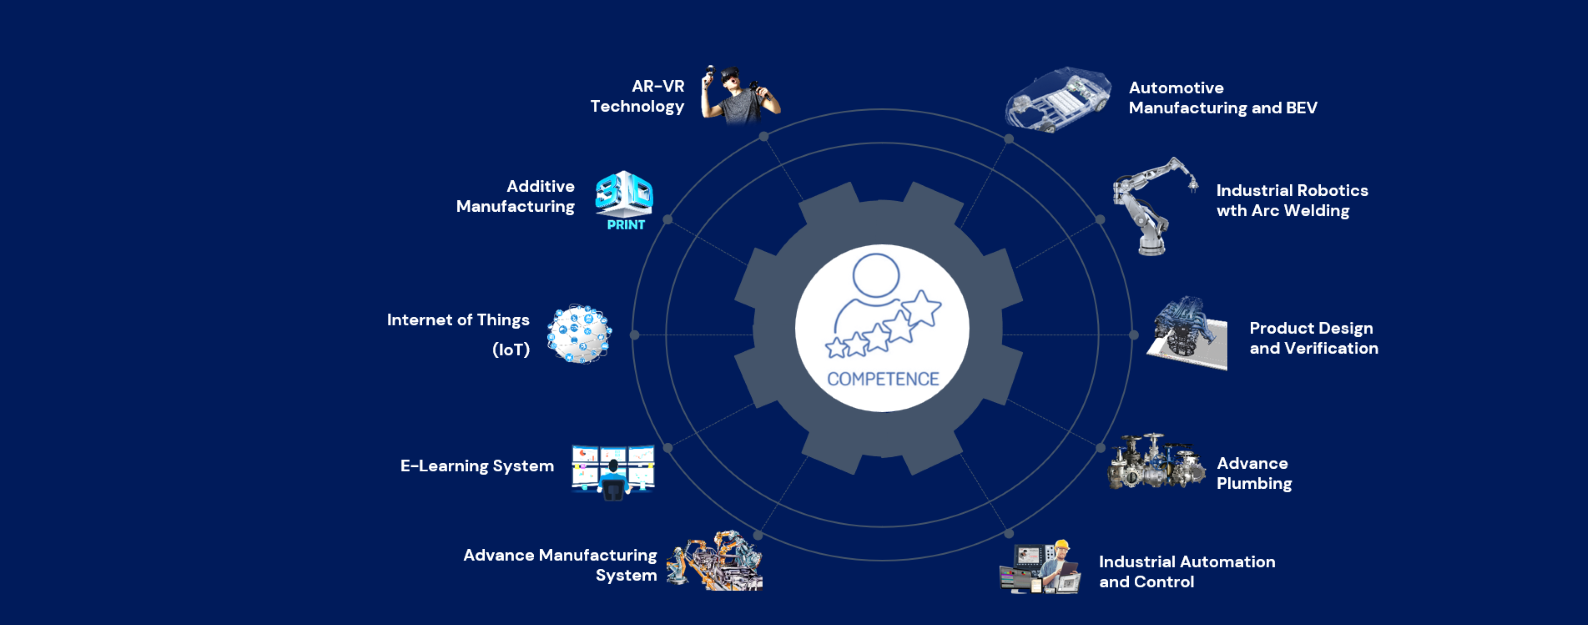 AR-VR
Technology
Automotive
Manufacturing and BEV
Additive
Manufacturing
3D
PRINT
Industrial Robotics
wth Arc Welding
Internet of Things
(IoT)
COMPETENCE
Product Design
and Verification
E-Learning System
Advance
Plumbing
Advance Manufacturing
System
Industrial Automation
and Control